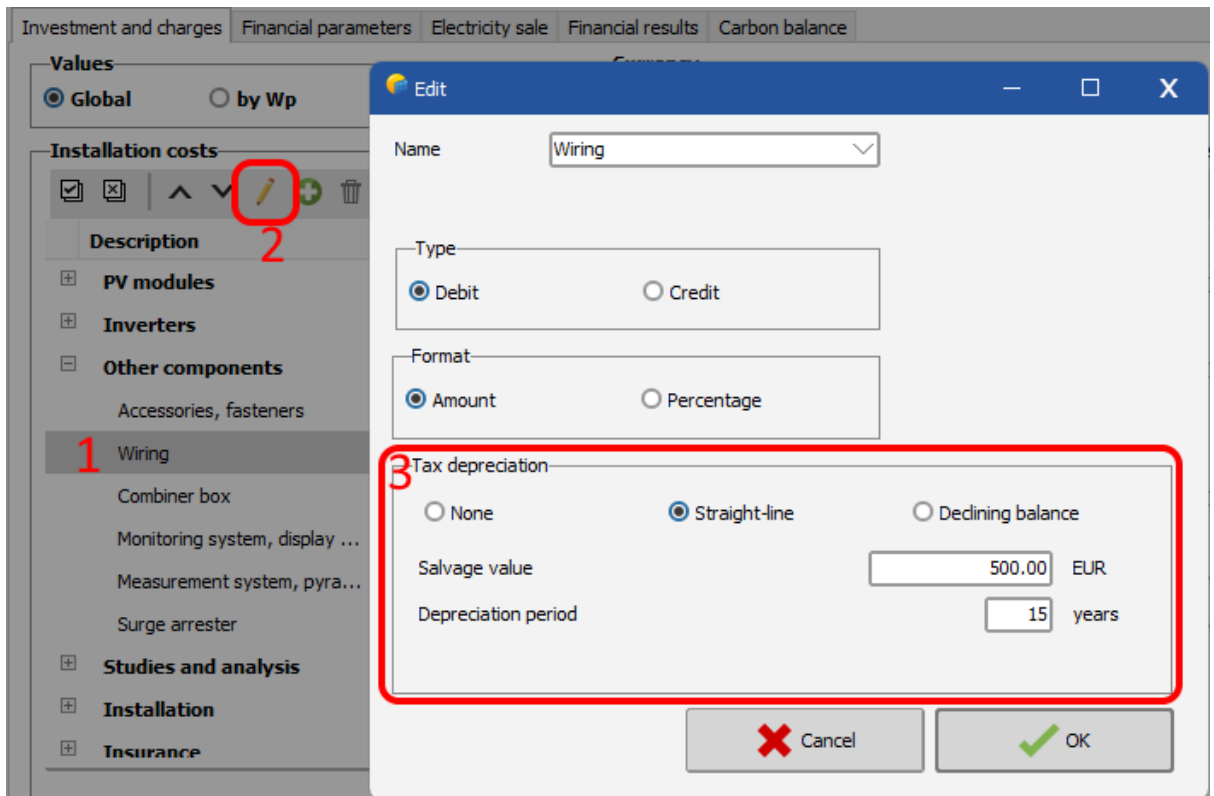 Investment and charges Financial parameters Electricity sale Financial results Carbon balance
Values
Global by Wp
Installation costs
2
Description
PV modules
Inverters
Other components
Accessories, fasteners
1 Wiring
Combiner box
Monitoring system, display ...
Measurement system, pyra...
Surge arrester
Studies and analysis
Installation
Insurance
Edit
Name Wiring
Type
Debit Credit
Format
Amount Percentage
3 Tax depreciation
None Straight-line Declining balance
Salvage value 500.00 EUR
Depreciation period 15 years
Cancel OK